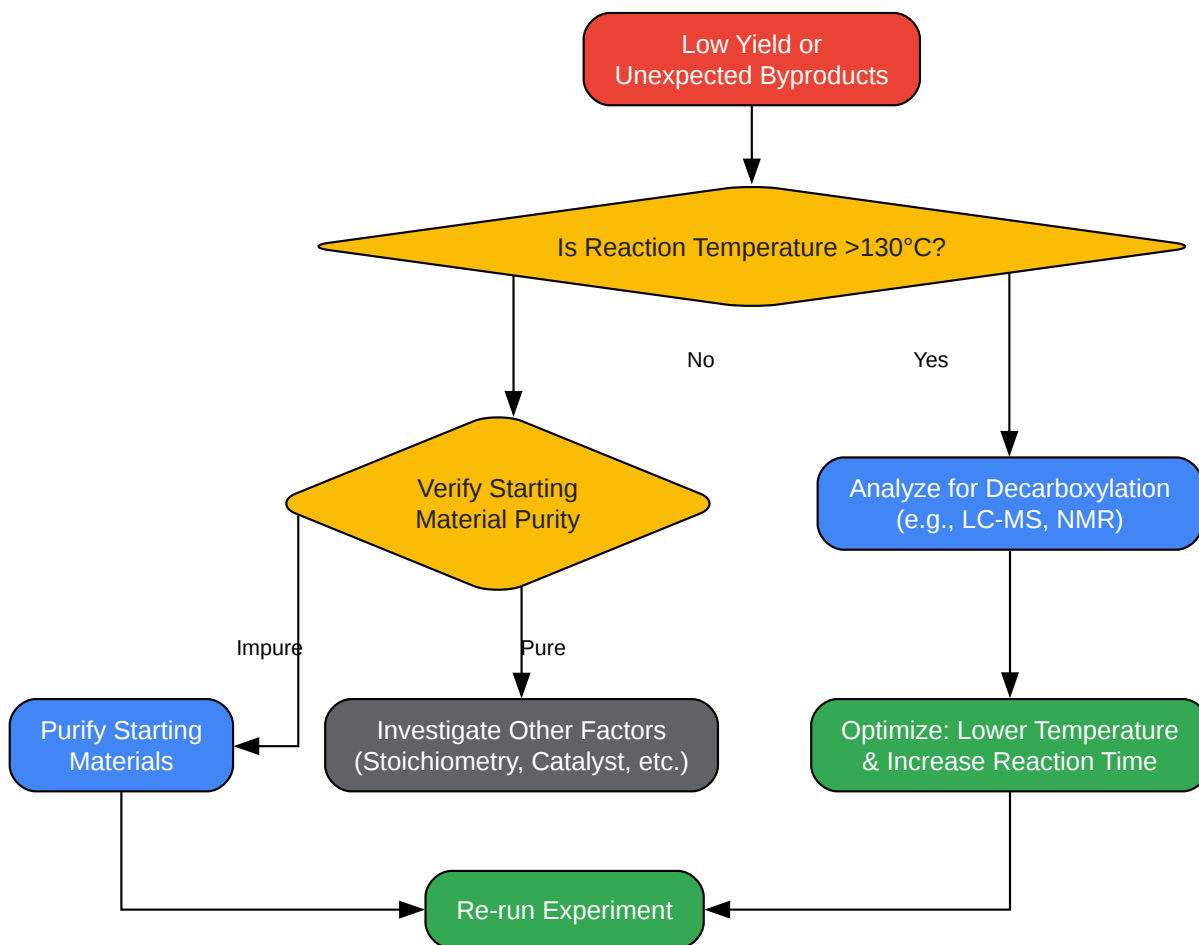 Low Yield or
Unexpected Byproducts
Is Reaction Temperature >130°C?
No
Yes
Verify Starting
Material Purity
Analyze for Decarboxylation
(e.g., LC-MS, NMR)
Impure
Pure
Purify Starting
Materials
Investigate Other Factors
(Stoichiometry, Catalyst, etc.)
Optimize: Lower Temperature
& Increase Reaction Time
Re-run Experiment